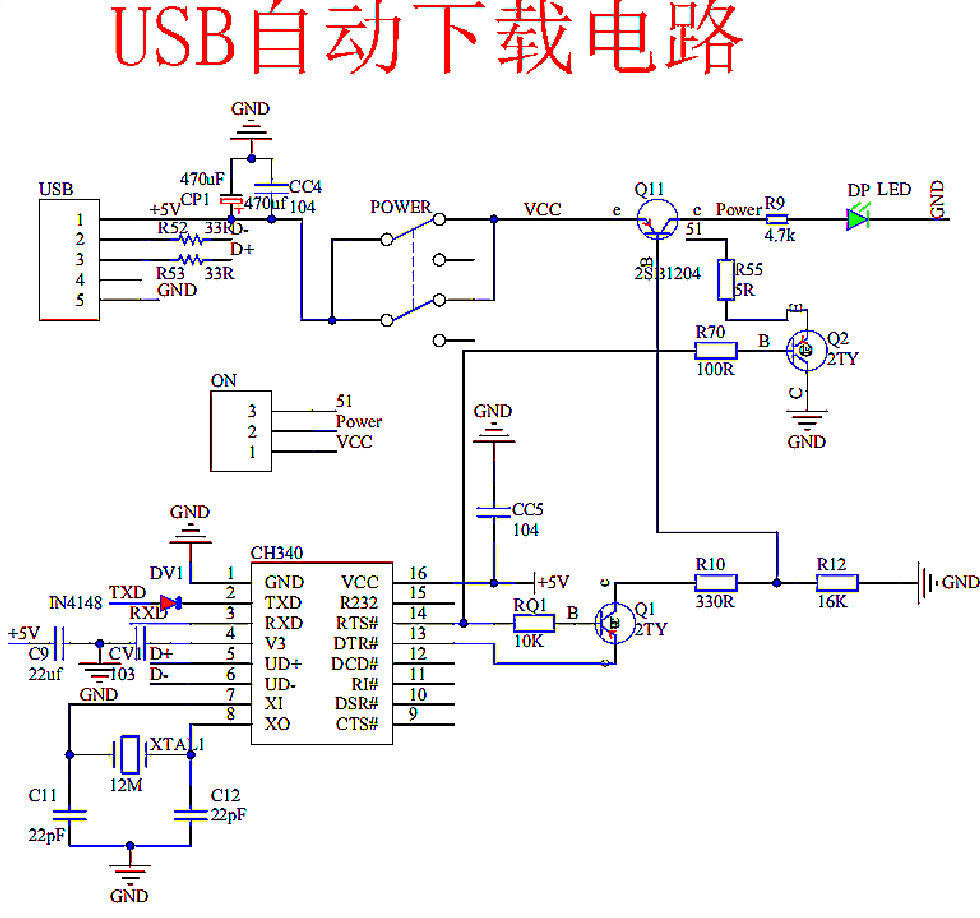 USB自动下载电路
GND
470uF
CP1
470uf
CC4
104
USB
1
2
3
4
5
+5V
R52
33R
D-
D+
R53
33R
GND
POWER
VCC
e
Q11
c
B
2SB1204
51
Power
R9
4.7k
DP LED
GND
R55
5R
R70
100R
B
Q2
2TY
C
GND
ON
3
2
1
51
Power
VCC
GND
CC5
104
GND
DV1
IN4148
TXD
RXD
+5V
C9
22uf
CV1
103
GND
D+
D-
CH340
1
2
3
4
5
6
7
8
GND
TXD
RXD
V3
UD+
UD-
XI
XO
VCC
R232
RTS#
DTR#
DCD#
RI#
DSR#
CTS#
16
15
14
13
12
11
10
9
+5V
RQ1
10K
B
c
Q1
2TY
e
R10
330R
R12
16K
GND
XTAL1
12M
C11
22pF
C12
22pF
GND